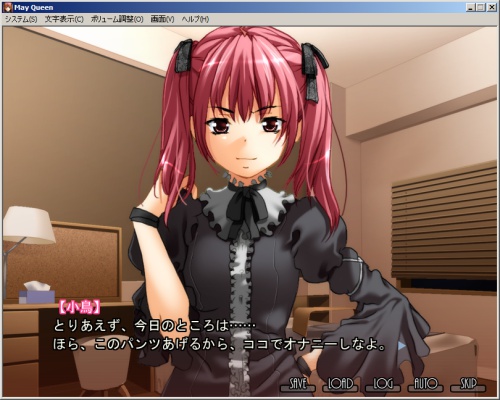 May Queen
システム(S) 文字表示(C) ボリューム調整(O) 画面(V) ヘルプ(H)
【小鳥】
とりあえず、今日のところは……
ほら、このパンツあげるから、ココでオナニーしなよ。
SAVE LOAD LOG AUTO SKIP